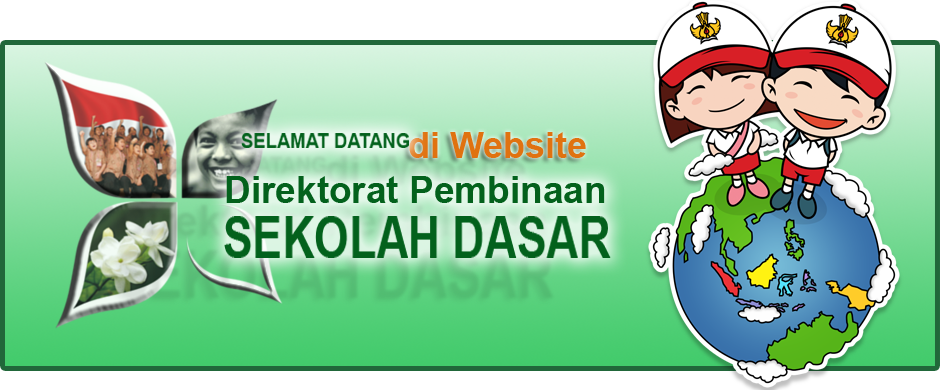 SELAMAT DATANG di Website
Direktorat Pembinaan
SEKOLAH DASAR